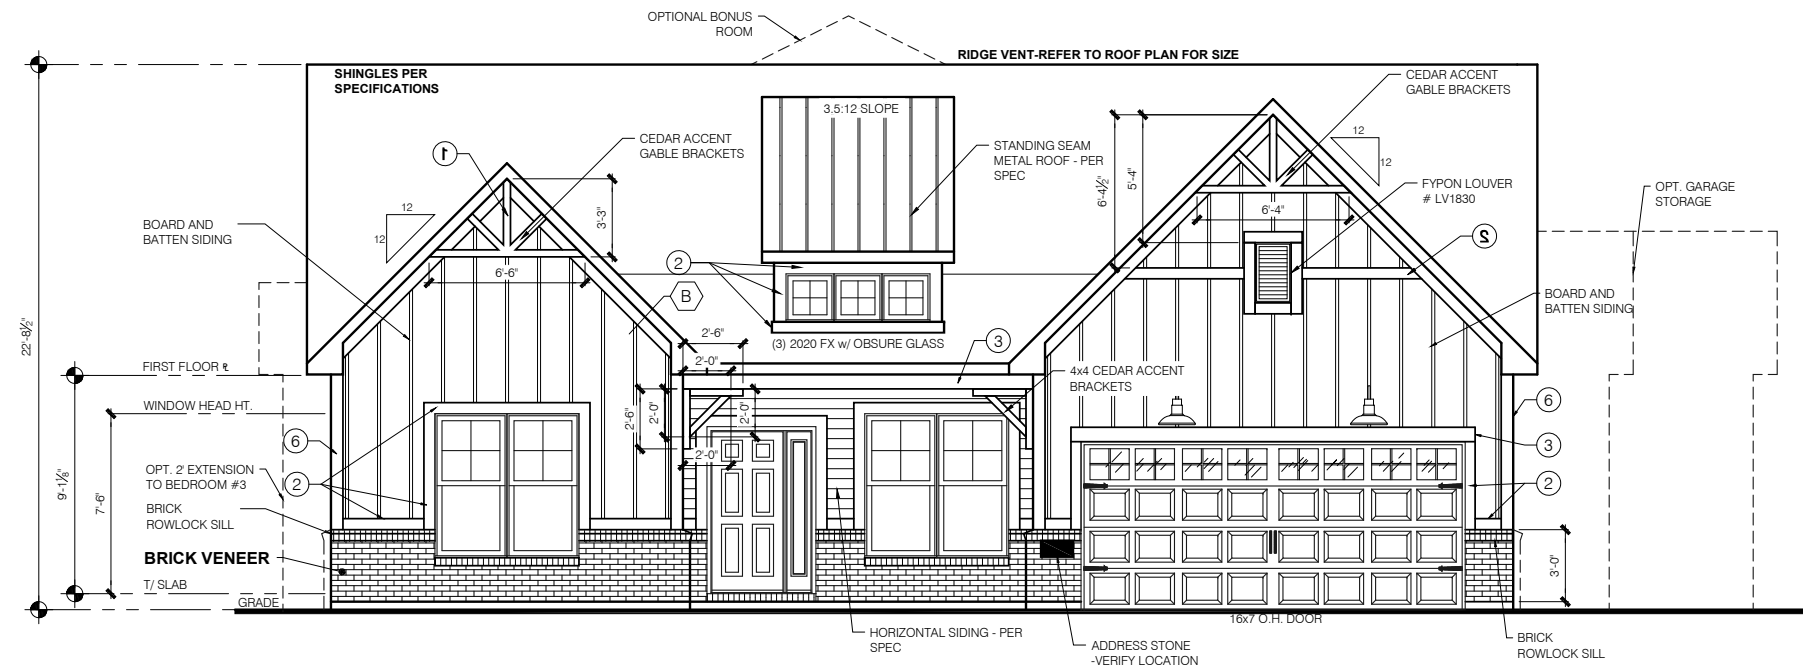 OPTIONAL BONUS
ROOM
RIDGE VENT-REFER TO ROOF PLAN FOR SIZE
SHINGLES PER
SPECIFICATIONS
CEDAR ACCENT
GABLE BRACKETS
3.5:12 SLOPE
CEDAR ACCENT
GABLE BRACKETS
1
STANDING SEAM
METAL ROOF - PER
SPEC
12
12
5'-4"
6'-4½"
FYPON LOUVER
# LV1830
OPT. GARAGE
STORAGE
12
12
3'-3"
6'-4"
BOARD AND
BATTEN SIDING
2
6'-6"
2
B
BOARD AND
BATTEN SIDING
22'-8½"
2'-6"
(3) 2020 FX w/ OBSURE GLASS
3
2'-0"
FIRST FLOOR ℄
4x4 CEDAR ACCENT
BRACKETS
WINDOW HEAD HT.
2'-6"
2'-0"
2'-0"
6
6
3
2'-0"
OPT. 2' EXTENSION
TO BEDROOM #3
2
2
9'-1⅛"
7'-6"
BRICK
ROWLOCK SILL
BRICK VENEER
3'-0"
T/ SLAB
GRADE
16x7 O.H. DOOR
HORIZONTAL SIDING - PER
SPEC
ADDRESS STONE
-VERIFY LOCATION
BRICK
ROWLOCK SILL